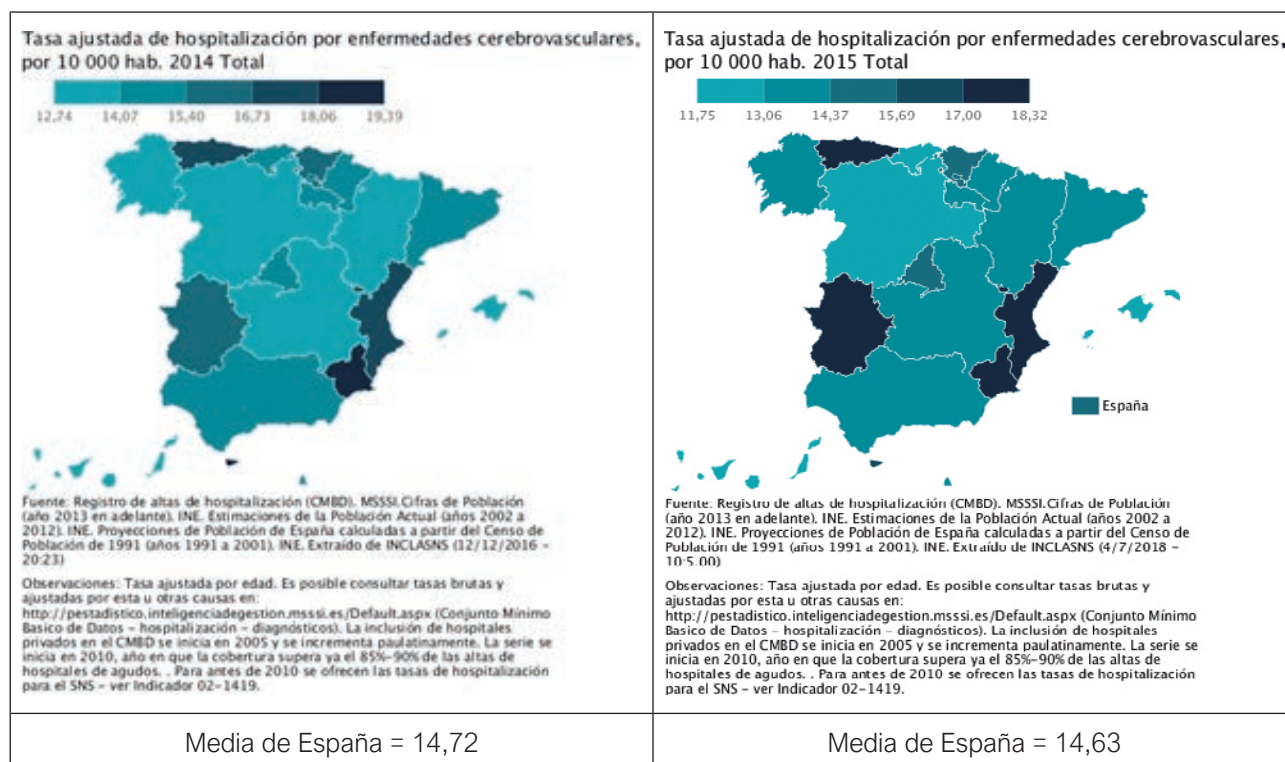 Tasa ajustada de hospitalización por enfermedades cerebrovasculares,
por 10 000 hab. 2014 Total
12,74 14,07 15,40 16,73 18,06 19,39
Fuente: Registro de altas de hospitalización (CMBD). MSSSI.Cifras de Población
(año 2013 en adelante). INE. Estimaciones de la Población Actual (años 2002 a
2012). INE. Proyecciones de Población de España calculadas a partir del Censo de
Población de 1991 (años 1991 a 2001). INE. Extraído de INCLASNS (12/12/2016 –
20:23)
Observaciones: Tasa ajustada por edad. Es posible consultar tasas brutas y
ajustadas por esta u otras causas en:
http://pestadistico.inteligenciadegestion.msssi.es/Default.aspx (Conjunto Mínimo
Basico de Datos – hospitalización – diagnósticos). La inclusión de hospitales
privados en el CMBD se inicia en 2005 y se incrementa paulatinamente. La serie se
inicia en 2010, año en que la cobertura supera ya el 85%–90% de las altas de
hospitales de agudos. . Para antes de 2010 se ofrecen las tasas de hospitalización
para el SNS – ver Indicador 02–1419.
Media de España = 14,72
Tasa ajustada de hospitalización por enfermedades cerebrovasculares,
por 10 000 hab. 2015 Total
11,75 13,06 14,37 15,69 17,00 18,32
España
Fuente: Registro de altas de hospitalización (CMBD). MSSSI.Cifras de Población
(año 2013 en adelante). INE. Estimaciones de la Población Actual (años 2002 a
2012). INE. Proyecciones de Población de España calculadas a partir del Censo de
Población de 1991 (años 1991 a 2001). INE. Extraído de INCLASNS (4/7/2018 –
10:5.00)
Observaciones: Tasa ajustada por edad. Es posible consultar tasas brutas y
ajustadas por esta u otras causas en:
http://pestadistico.inteligenciadegestion.msssi.es/Default.aspx (Conjunto Mínimo
Basico de Datos – hospitalización – diagnósticos). La inclusión de hospitales
privados en el CMBD se inicia en 2005 y se incrementa paulatinamente. La serie se
inicia en 2010, año en que la cobertura supera ya el 85%–90% de las altas de
hospitales de agudos. . Para antes de 2010 se ofrecen las tasas de hospitalización
para el SNS – ver Indicador 02–1419.
Media de España = 14,63